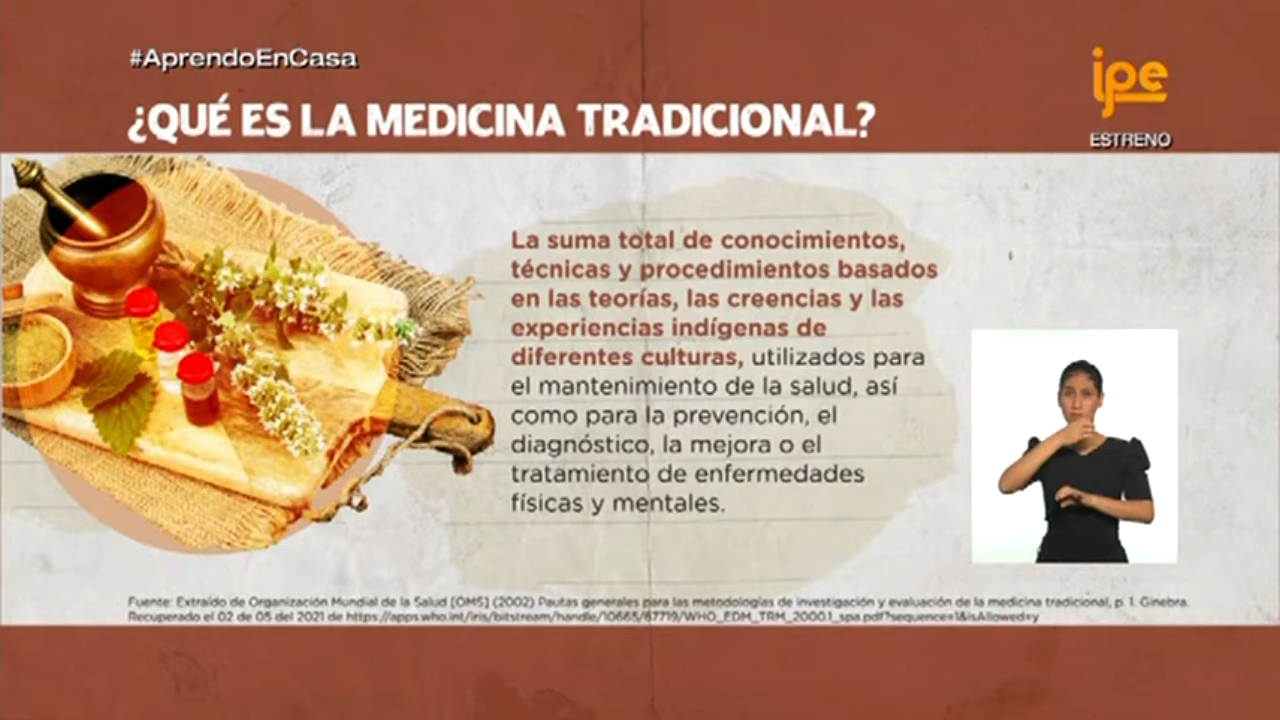 #AprendoEnCasa
ipe
¿QUÉ ES LA MEDICINA TRADICIONAL?
ESTRENO
La suma total de conocimientos,
técnicas y procedimientos basados
en las teorías, las creencias y las
experiencias indígenas de
diferentes culturas, utilizados para
el mantenimiento de la salud, así
como para la prevención, el
diagnóstico, la mejora o el
tratamiento de enfermedades
físicas y mentales.
Fuente: Extraído de Organización Mundial de la Salud [OMS] (2002) Pautas generales para las metodologías de investigación y evaluación de la medicina tradicional, p. 1. Ginebra.
Recuperado el 02 de 05 del 2021 de https://apps.who.int/iris/bitstream/handle/10665/67719/WHO_EDM_TRM_2000.1_spa.pdf?sequence=1&isAllowed=y